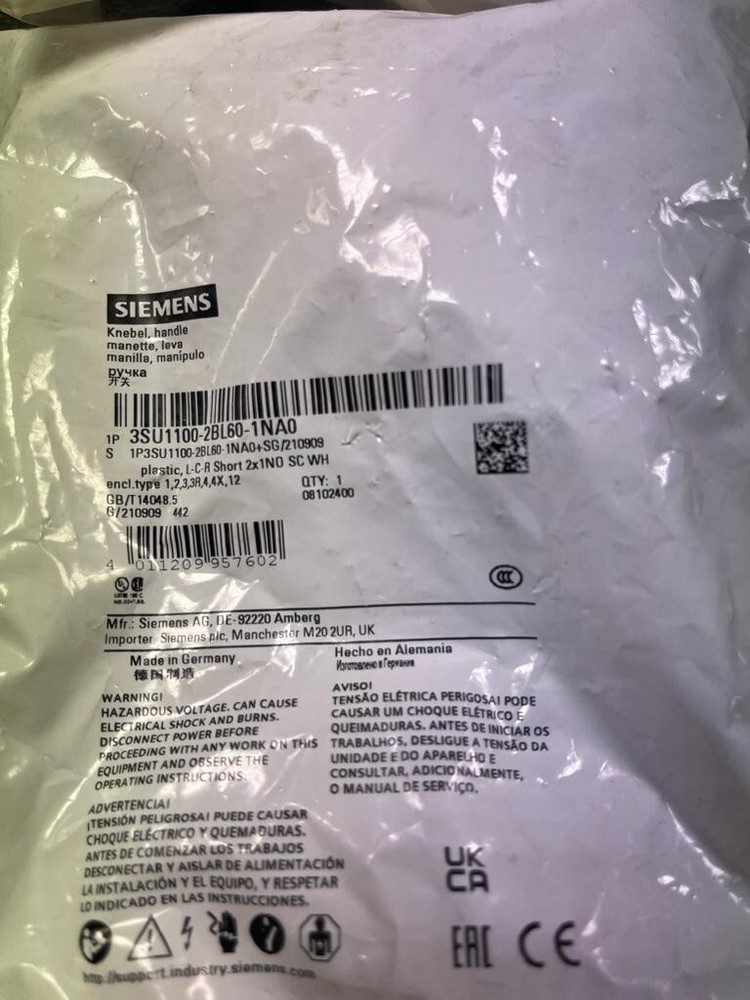 SIEMENS
Knebel, handle
manette, leva
manilla, manípulo
ручка
开关
1P 3SU1100-2BL60-1NA0
S 1P3SU1100-2BL60-1NA0+SG/210909
plastic, L-C-R Short 2x1NO SC WH
encl.type 1,2,3,3R,4,4X,12
QTY: 1
GB/T14048.5
08102400
G/210909 442
4 011209 957602
UL
CCC
Mfr.: Siemens AG, DE-92220 Amberg
Importer Siemens plc, Manchester M20 2UR, UK
Made in Germany
Hecho en Alemania
德国制造
Изготовлено в Германии
WARNING!
HAZARDOUS VOLTAGE. CAN CAUSE
ELECTRICAL SHOCK AND BURNS.
DISCONNECT POWER BEFORE
PROCEEDING WITH ANY WORK ON THIS
EQUIPMENT AND OBSERVE THE
OPERATING INSTRUCTIONS.
AVISO!
TENSÃO ELÉTRICA PERIGOSA! PODE
CAUSAR UM CHOQUE ELÉTRICO E
QUEIMADURAS. ANTES DE INICIAR OS
TRABALHOS, DESLIGUE A TENSÃO DA
UNIDADE E DO APARELHO E
CONSULTAR, ADICIONALMENTE,
O MANUAL DE SERVIÇO.
ADVERTENCIA!
¡TENSIÓN PELIGROSA! PUEDE CAUSAR
CHOQUE ELÉCTRICO Y QUEMADURAS.
ANTES DE COMENZAR LOS TRABAJOS
DESCONECTAR Y AISLAR DE ALIMENTACIÓN
LA INSTALACIÓN Y EL EQUIPO, Y RESPETAR
LO INDICADO EN LAS INSTRUCCIONES.
UK
CA
EAC CE
http://support.industry.siemens.com